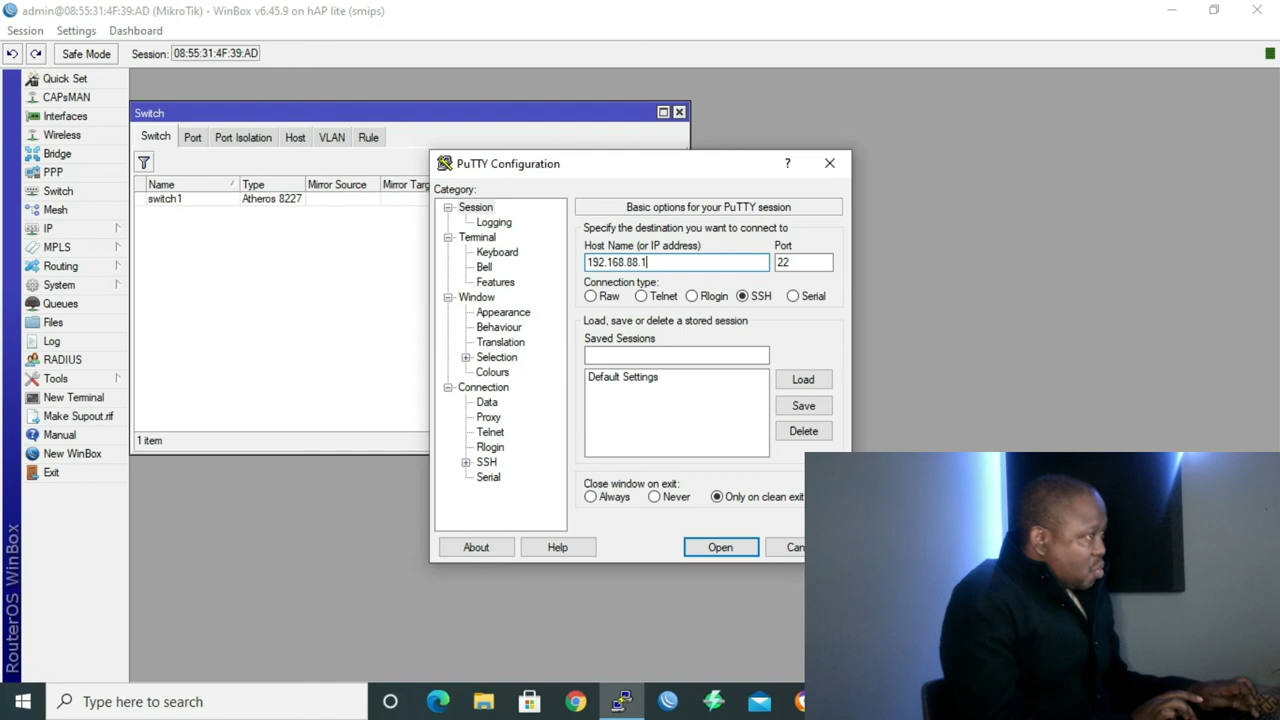 admin@08:55:31:4F:39:AD (MikroTik) - WinBox v6.45.9 on hAP lite (smips)
Session Settings Dashboard
Safe Mode Session: 08:55:31:4F:39:AD
Quick Set
CAPsMAN
Interfaces
Wireless
Bridge
PPP
Switch
Mesh
IP
MPLS
Routing
System
Queues
Files
Log
RADIUS
Tools
New Terminal
Make Supout.rif
Manual
New WinBox
Exit
RouterOS WinBox
Switch
Switch Port Port Isolation Host VLAN Rule
Name / Type Mirror Source Mirror Targ
switch1 Atheros 8227
1 item
PuTTY Configuration ?
Category:
Session
Logging
Terminal
Keyboard
Bell
Features
Window
Appearance
Behaviour
Translation
Selection
Colours
Connection
Data
Proxy
Telnet
Rlogin
SSH
Serial
Basic options for your PuTTY session
Specify the destination you want to connect to
Host Name (or IP address) Port
192.168.88.1 22
Connection type:
Raw Telnet Rlogin SSH Serial
Load, save or delete a stored session
Saved Sessions
Default Settings
Load
Save
Delete
Close window on exit:
Always Never Only on clean exit
About Help Open Can
Type here to search